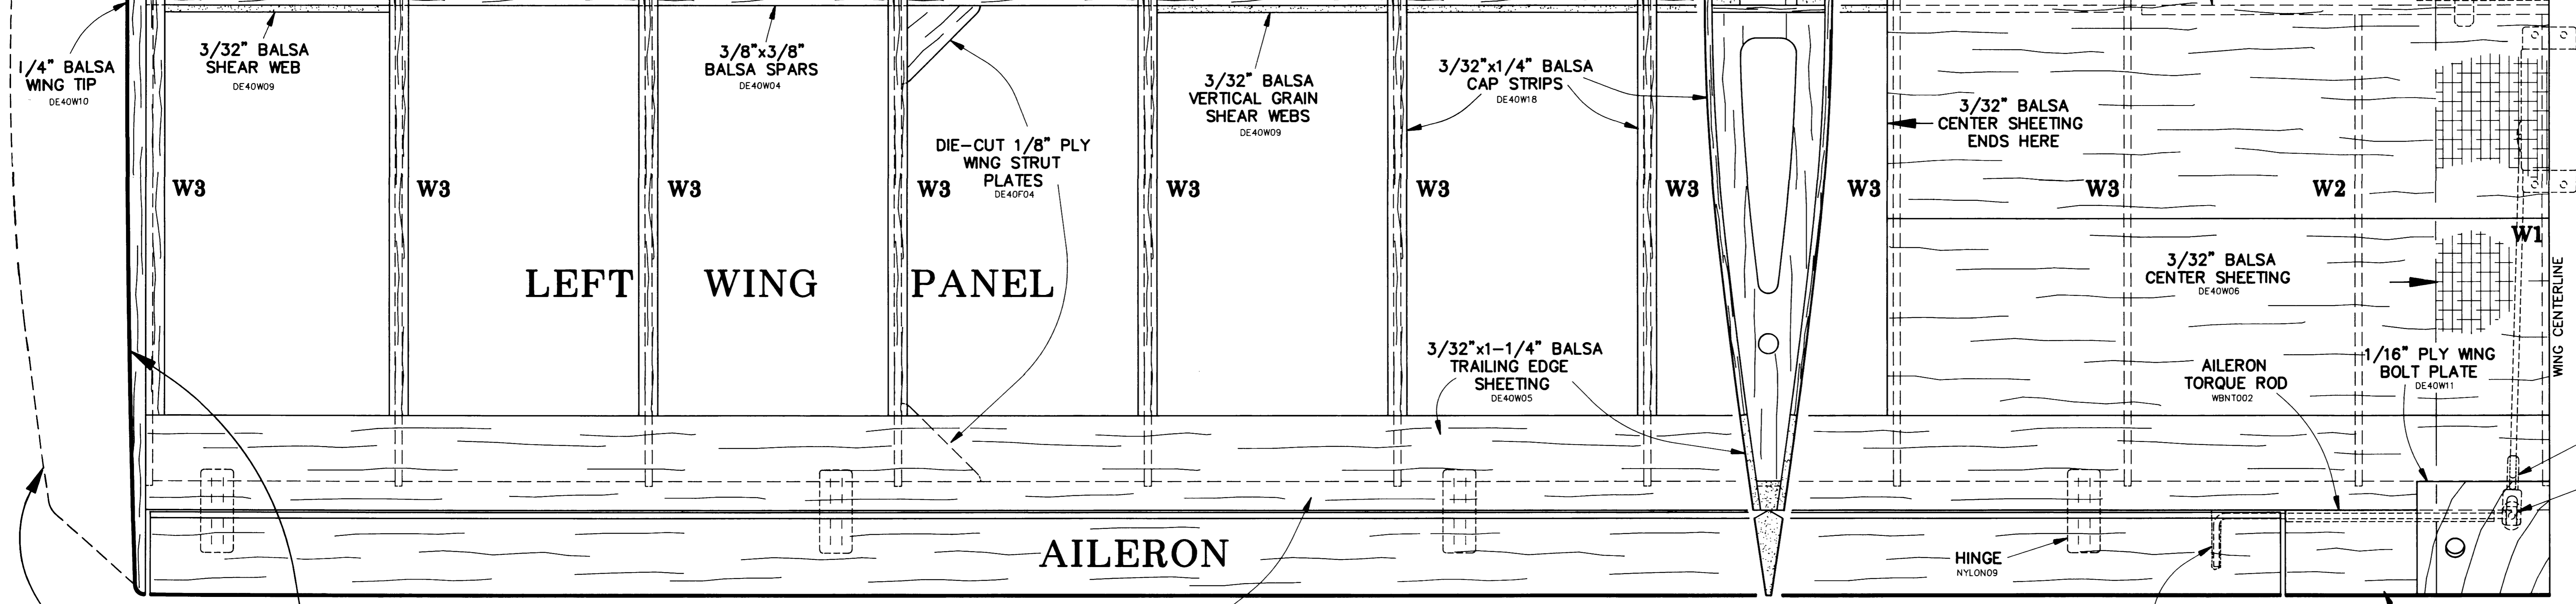 3/32" BALSA
SHEAR WEB
DE40W09
1/4" BALSA
WING TIP
DE40W10
3/8"x3/8"
BALSA SPARS
DE40W04
DIE-CUT 1/8" PLY
WING STRUT
PLATES
DE40F04
3/32" BALSA
VERTICAL GRAIN
SHEAR WEBS
DE40W09
3/32"x1/4" BALSA
CAP STRIPS
DE40W18
3/32" BALSA
CENTER SHEETING
ENDS HERE
W3
W3
W3
W3
W3
W3
W3
W3
W3
W2
W1
LEFT WING PANEL
3/32" BALSA
CENTER SHEETING
DE40W06
WING CENTERLINE
3/32"x1-1/4" BALSA
TRAILING EDGE
SHEETING
DE40W05
AILERON
TORQUE ROD
WBNT002
1/16" PLY WING
BOLT PLATE
DE40W11
AILERON
HINGE
NYLON09